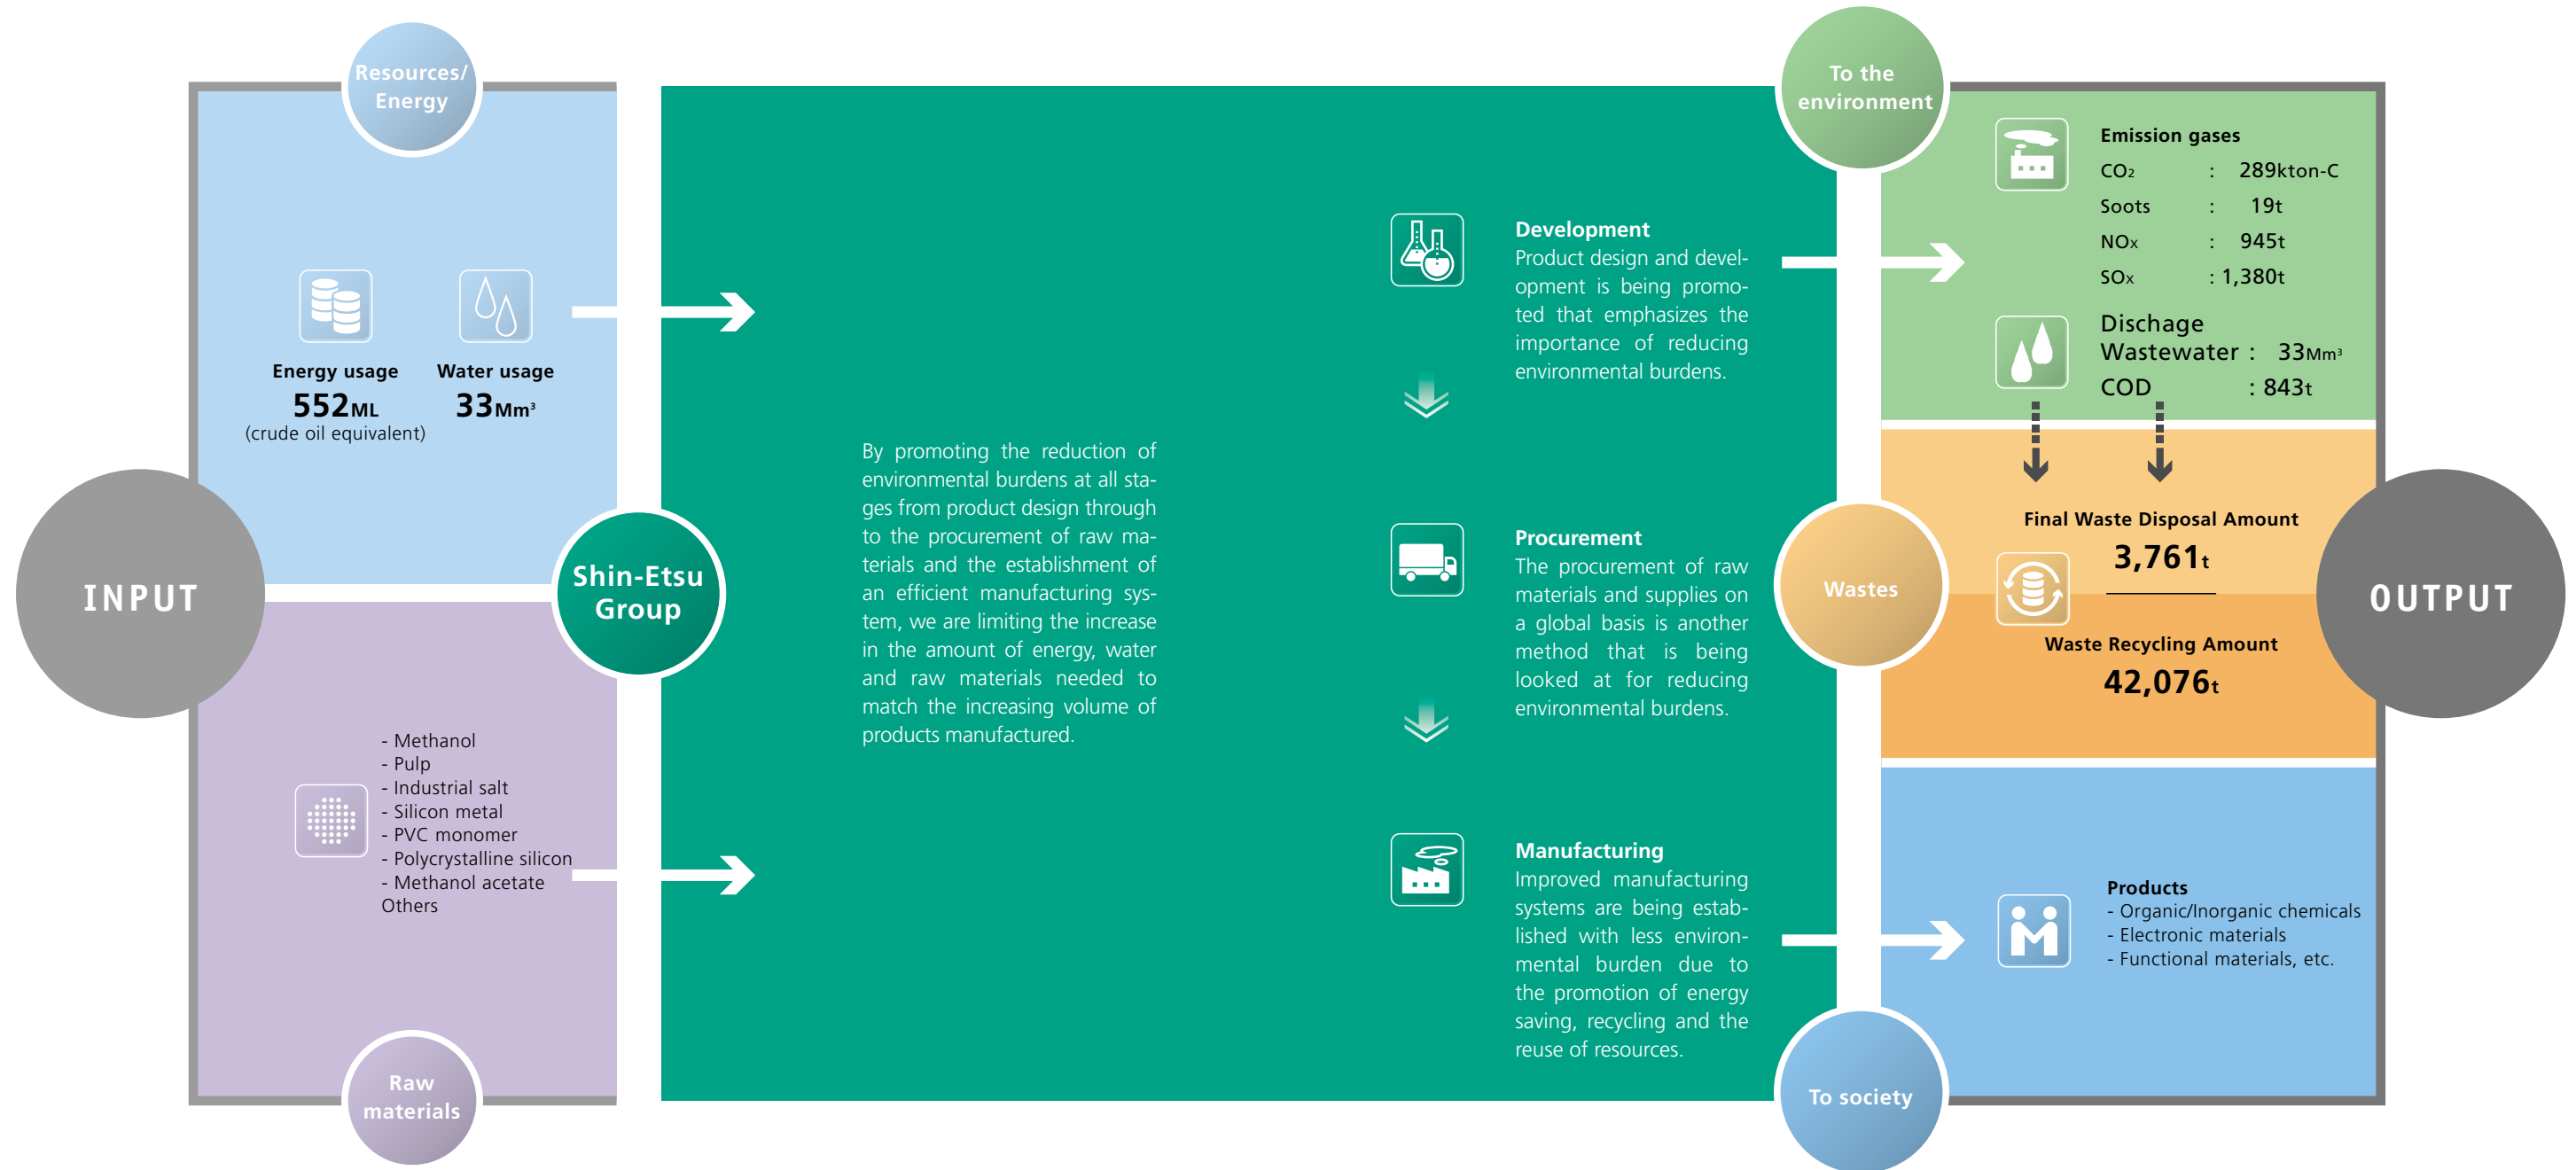 INPUT
Resources/
Energy
Energy usage
552ML
(crude oil equivalent)
Water usage
33Mm³
Raw
materials
- Methanol
- Pulp
- Industrial salt
- Silicon metal
- PVC monomer
- Polycrystalline silicon
- Methanol acetate
Others
Shin-Etsu
Group
By promoting the reduction of
environmental burdens at all sta-
ges from product design through
to the procurement of raw ma-
terials and the establishment of
an efficient manufacturing sys-
tem, we are limiting the increase
in the amount of energy, water
and raw materials needed to
match the increasing volume of
products manufactured.
Development
Product design and devel-
opment is being promo-
ted that emphasizes the
importance of reducing
environmental burdens.
Procurement
The procurement of raw
materials and supplies on
a global basis is another
method that is being
looked at for reducing
environmental burdens.
Manufacturing
Improved manufacturing
systems are being estab-
lished with less environ-
mental burden due to
the promotion of energy
saving, recycling and the
reuse of resources.
To the
environment
Emission gases
CO₂ : 289kton-C
Soots : 19t
NOx : 945t
SOx : 1,380t
Dischage
Wastewater : 33Mm³
COD : 843t
Wastes
Final Waste Disposal Amount
3,761t
Waste Recycling Amount
42,076t
To society
Products
- Organic/Inorganic chemicals
- Electronic materials
- Functional materials, etc.
OUTPUT